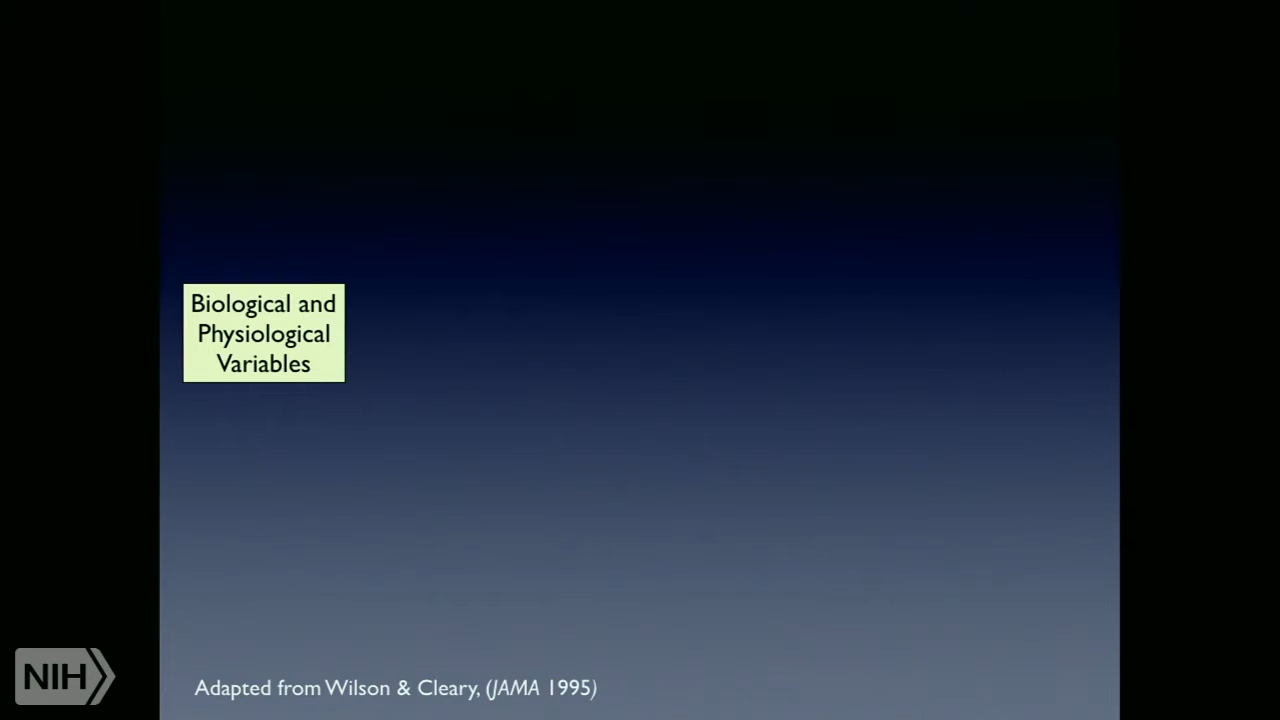 Biological and
Physiological
Variables
NIH
Adapted from Wilson & Cleary, (JAMA 1995)